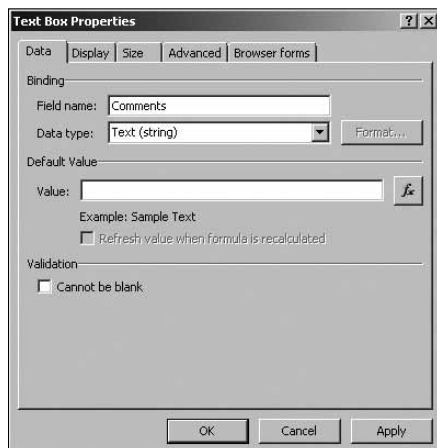 Text Box Properties
Data Display Size Advanced Browser forms
Binding
Field name: Comments
Data type: Text (string) Format...
Default Value
Value: fx
Example: Sample Text
Refresh value when formula is recalculated
Validation
Cannot be blank
OK Cancel Apply